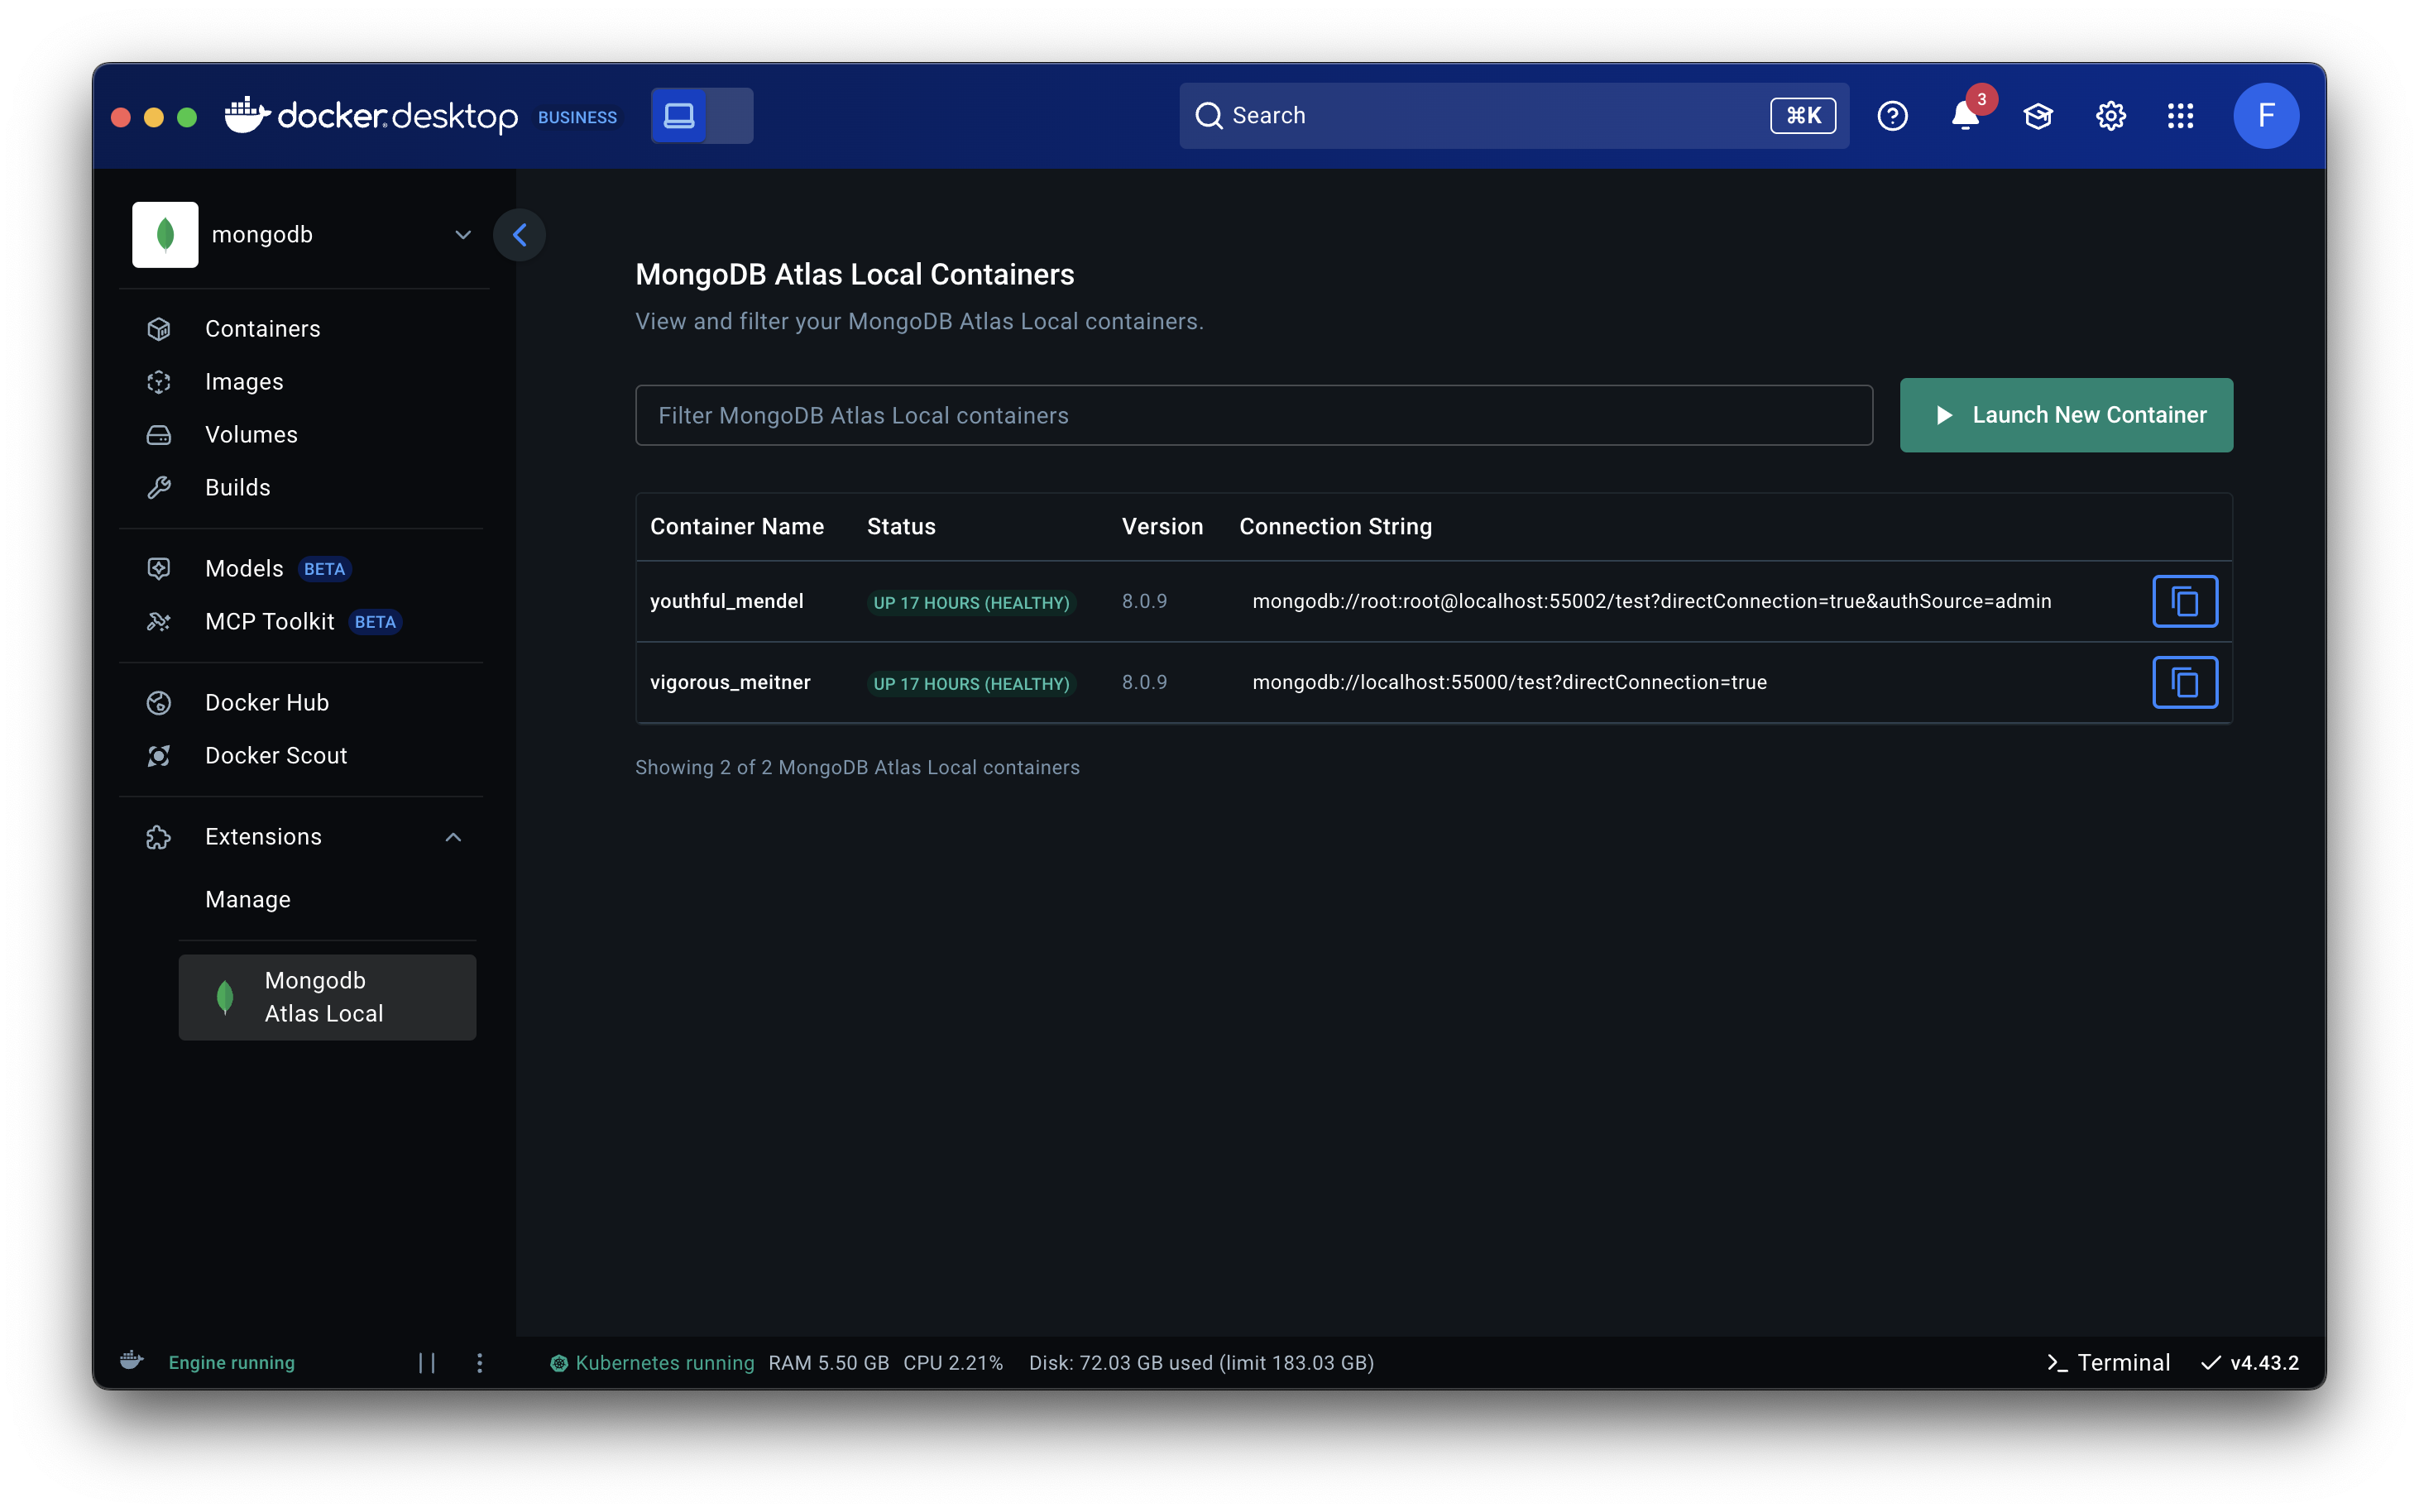 docker desktop BUSINESS
Search ⌘K
3
F
mongodb
Containers
Images
Volumes
Builds
Models BETA
MCP Toolkit BETA
Docker Hub
Docker Scout
Extensions
Manage
Mongodb
Atlas Local
MongoDB Atlas Local Containers
View and filter your MongoDB Atlas Local containers.
Filter MongoDB Atlas Local containers
Launch New Container
Container Name Status Version Connection String
youthful_mendel UP 17 HOURS (HEALTHY) 8.0.9 mongodb://root:root@localhost:55002/test?directConnection=true&authSource=admin
vigorous_meitner UP 17 HOURS (HEALTHY) 8.0.9 mongodb://localhost:55000/test?directConnection=true
Showing 2 of 2 MongoDB Atlas Local containers
Engine running
Kubernetes running RAM 5.50 GB CPU 2.21% Disk: 72.03 GB used (limit 183.03 GB)
Terminal v4.43.2